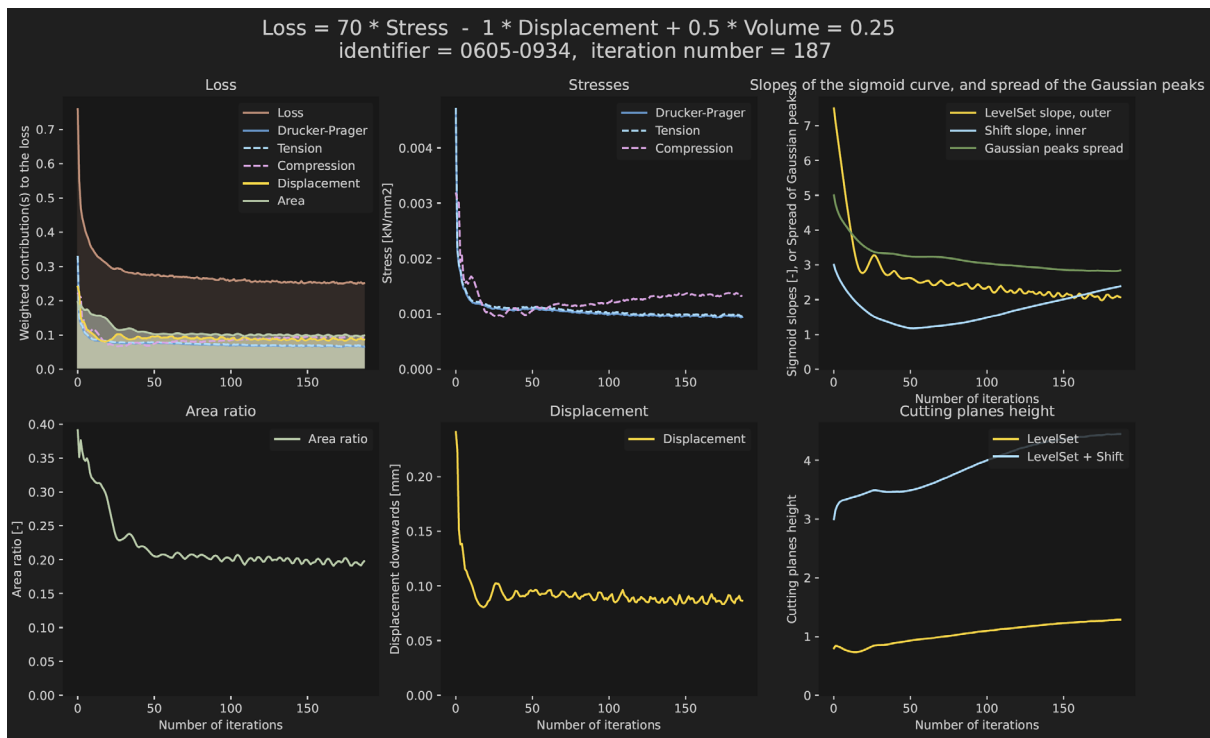 Loss = 70 * Stress  -  1 * Displacement + 0.5 * Volume = 0.25
identifier = 0605-0934,  iteration number = 187
Loss
Weighted contribution(s) to the loss
0.7
0.6
0.5
0.4
0.3
0.2
0.1
0.0
0
50
100
150
Loss
Drucker-Prager
Tension
Compression
Displacement
Area
Stresses
Stress [kN/mm2]
0.004
0.003
0.002
0.001
0.000
0
50
100
150
Drucker-Prager
Tension
Compression
Slopes of the sigmoid curve, and spread of the Gaussian peaks
Sigmoid slopes [-], or Spread of Gaussian peaks
7
6
5
4
3
2
1
0
0
50
100
150
Number of iterations
LevelSet slope, outer
Shift slope, inner
Gaussian peaks spread
Area ratio
Area ratio [-]
0.40
0.35
0.30
0.25
0.20
0.15
0.10
0.05
0.00
0
50
100
150
Number of iterations
Area ratio
Displacement
Displacement downwards [mm]
0.20
0.15
0.10
0.05
0.00
0
50
100
150
Number of iterations
Displacement
Cutting planes height
Cutting planes height
4
3
2
1
0
0
50
100
150
Number of iterations
LevelSet
LevelSet + Shift